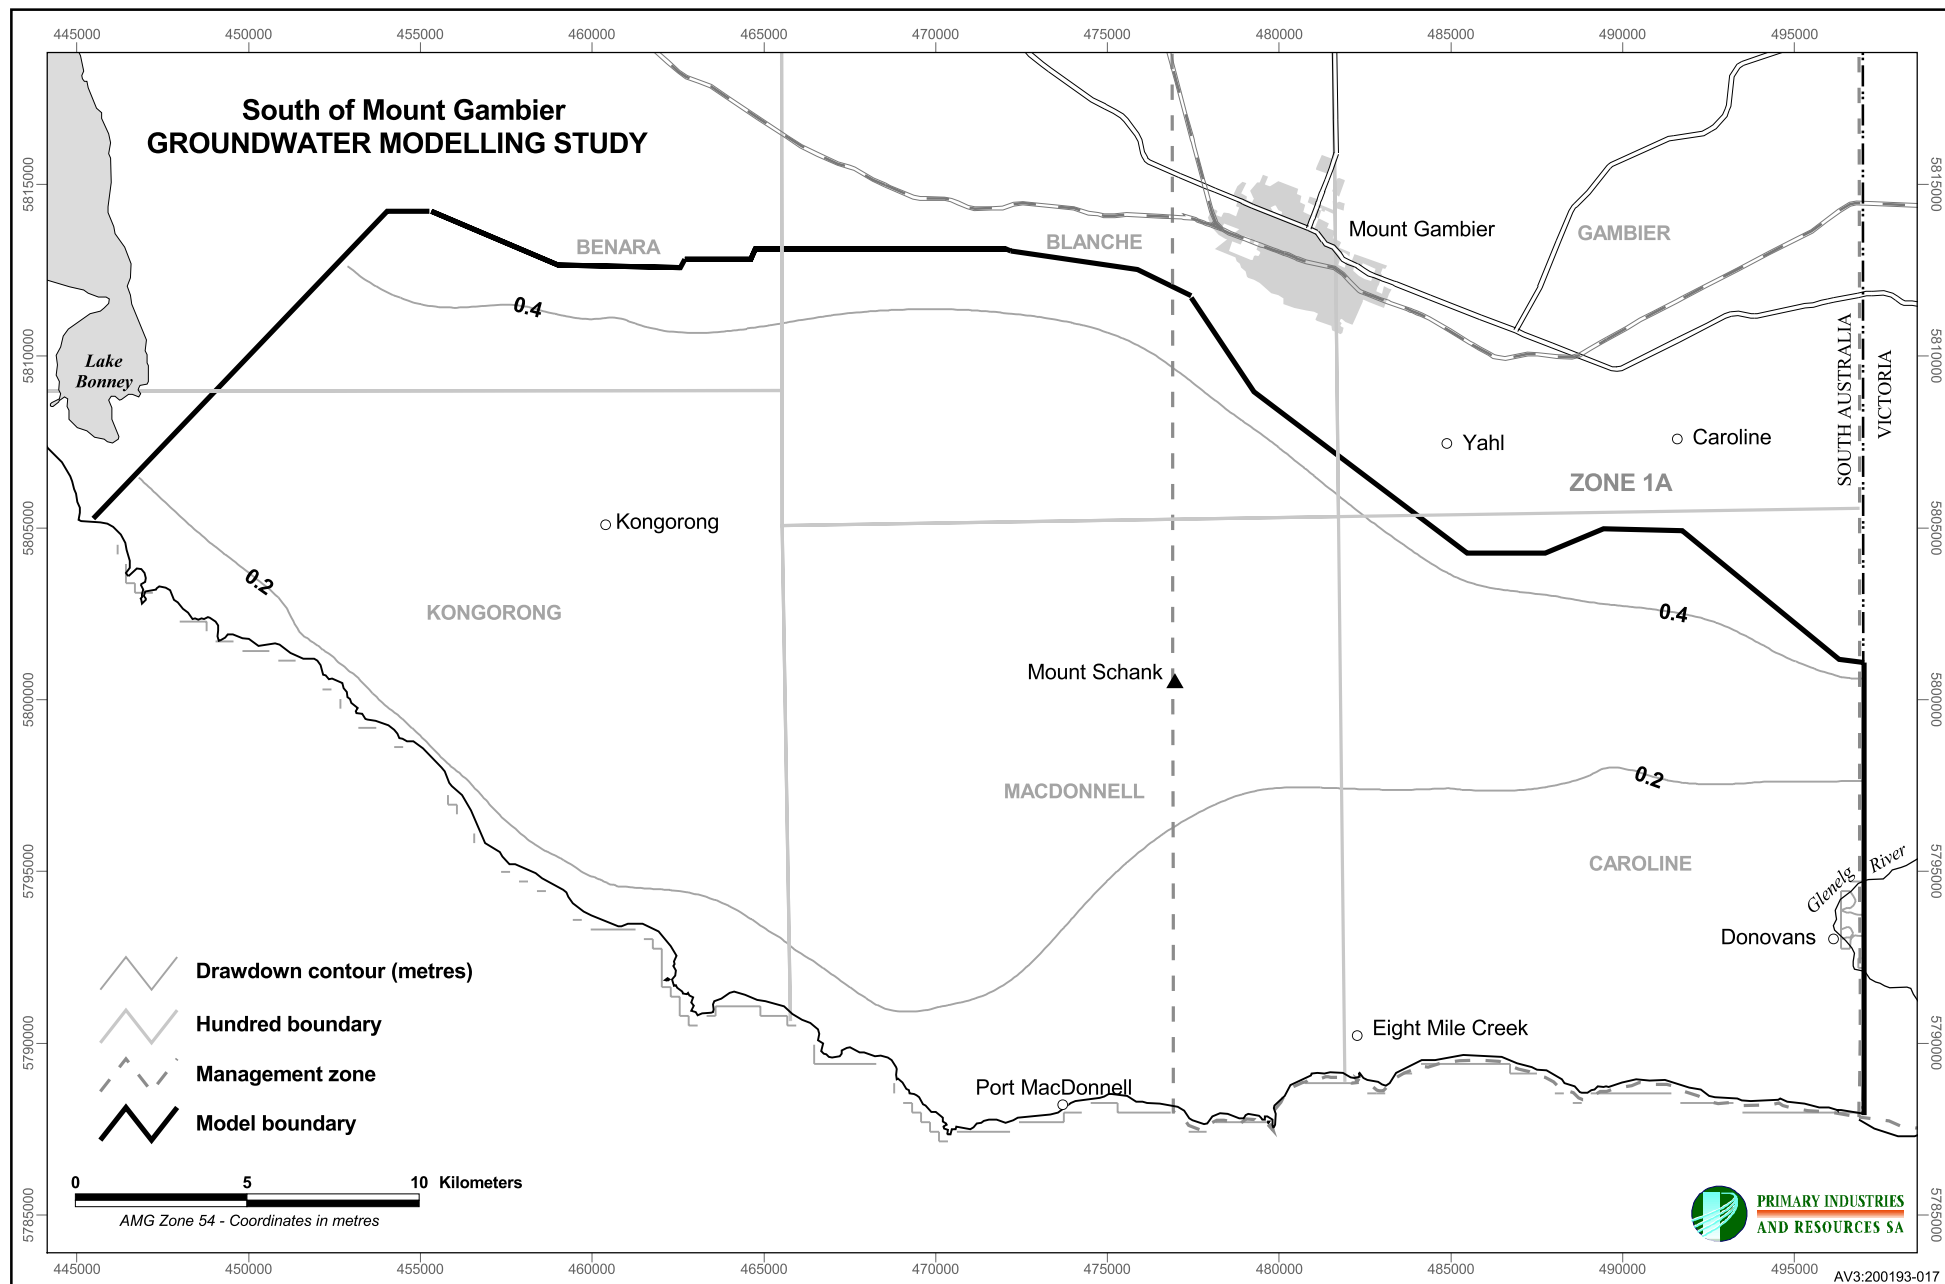 445000 450000 455000 460000 465000 470000 475000 480000 485000 490000 495000
South of Mount Gambier
GROUNDWATER MODELLING STUDY
5815000
5815000
Mount Gambier
GAMBIER
BENARA
BLANCHE
0.4
5810000
5810000
SOUTH AUSTRALIA
VICTORIA
Lake
Bonney
Yahl
Caroline
ZONE 1A
5805000
Kongorong
5805000
0.2
KONGORONG
0.4
Mount Schank
5800000
5800000
0.2
MACDONNELL
CAROLINE
5795000
5795000
Glenelg River
Donovans
Drawdown contour (metres)
Hundred boundary
Eight Mile Creek
5790000
5790000
Management zone
Port MacDonnell
Model boundary
0 5 10 Kilometers
AMG Zone 54 - Coordinates in metres
5785000
5785000
PRIMARY INDUSTRIES
AND RESOURCES SA
445000 450000 455000 460000 465000 470000 475000 480000 485000 490000 495000
AV3:200193-017